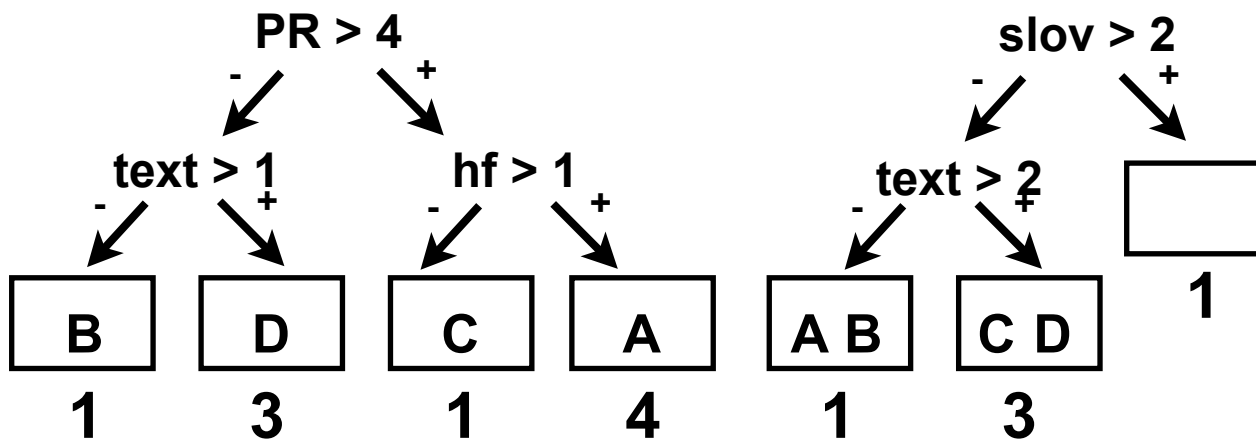 PR > 4 slov > 2
- + - +
text > 1 hf > 1 text > 2
- + - + - +
B D C A A B C D
1
1 3 1 4 1 3